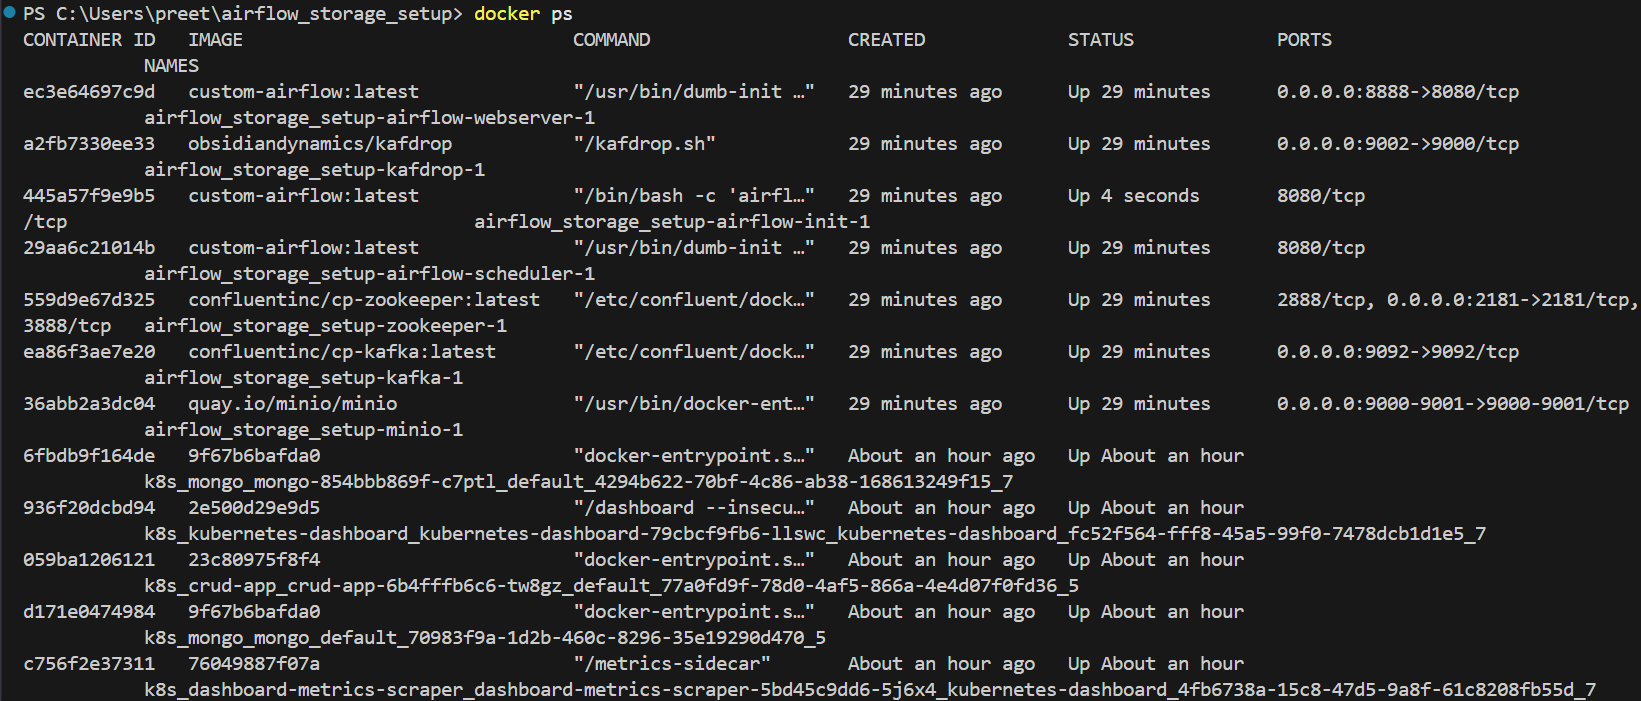 PS C:\Users\preet\airflow_storage_setup> docker ps
CONTAINER ID   IMAGE                              COMMAND                  CREATED             STATUS             PORTS
           NAMES
ec3e64697c9d   custom-airflow:latest              "/usr/bin/dumb-init …"   29 minutes ago      Up 29 minutes      0.0.0.0:8888->8080/tcp
           airflow_storage_setup-airflow-webserver-1
a2fb7330ee33   obsidiandynamics/kafdrop           "/kafdrop.sh"            29 minutes ago      Up 29 minutes      0.0.0.0:9002->9000/tcp
           airflow_storage_setup-kafdrop-1
445a57f9e9b5   custom-airflow:latest              "/bin/bash -c 'airfl…"   29 minutes ago      Up 4 seconds       8080/tcp
/tcp                                     airflow_storage_setup-airflow-init-1
29aa6c21014b   custom-airflow:latest              "/usr/bin/dumb-init …"   29 minutes ago      Up 29 minutes      8080/tcp
           airflow_storage_setup-airflow-scheduler-1
559d9e67d325   confluentinc/cp-zookeeper:latest   "/etc/confluent/dock…"   29 minutes ago      Up 29 minutes      2888/tcp, 0.0.0.0:2181->2181/tcp,
3888/tcp   airflow_storage_setup-zookeeper-1
ea86f3ae7e20   confluentinc/cp-kafka:latest       "/etc/confluent/dock…"   29 minutes ago      Up 29 minutes      0.0.0.0:9092->9092/tcp
           airflow_storage_setup-kafka-1
36abb2a3dc04   quay.io/minio/minio                "/usr/bin/docker-ent…"   29 minutes ago      Up 29 minutes      0.0.0.0:9000-9001->9000-9001/tcp
           airflow_storage_setup-minio-1
6fbdb9f164de   9f67b6bafda0                       "docker-entrypoint.s…"   About an hour ago   Up About an hour
           k8s_mongo_mongo-854bbb869f-c7ptl_default_4294b622-70bf-4c86-ab38-168613249f15_7
936f20dcbd94   2e500d29e9d5                       "/dashboard --insecu…"   About an hour ago   Up About an hour
           k8s_kubernetes-dashboard_kubernetes-dashboard-79cbcf9fb6-llswc_kubernetes-dashboard_fc52f564-fff8-45a5-99f0-7478dcb1d1e5_7
059ba1206121   23c80975f8f4                       "docker-entrypoint.s…"   About an hour ago   Up About an hour
           k8s_crud-app_crud-app-6b4fffb6c6-tw8gz_default_77a0fd9f-78d0-4af5-866a-4e4d07f0fd36_5
d171e0474984   9f67b6bafda0                       "docker-entrypoint.s…"   About an hour ago   Up About an hour
           k8s_mongo_mongo_default_70983f9a-1d2b-460c-8296-35e19290d470_5
c756f2e37311   76049887f07a                       "/metrics-sidecar"       About an hour ago   Up About an hour
           k8s_dashboard-metrics-scraper_dashboard-metrics-scraper-5bd45c9dd6-5j6x4_kubernetes-dashboard_4fb6738a-15c8-47d5-9a8f-61c8208fb55d_7